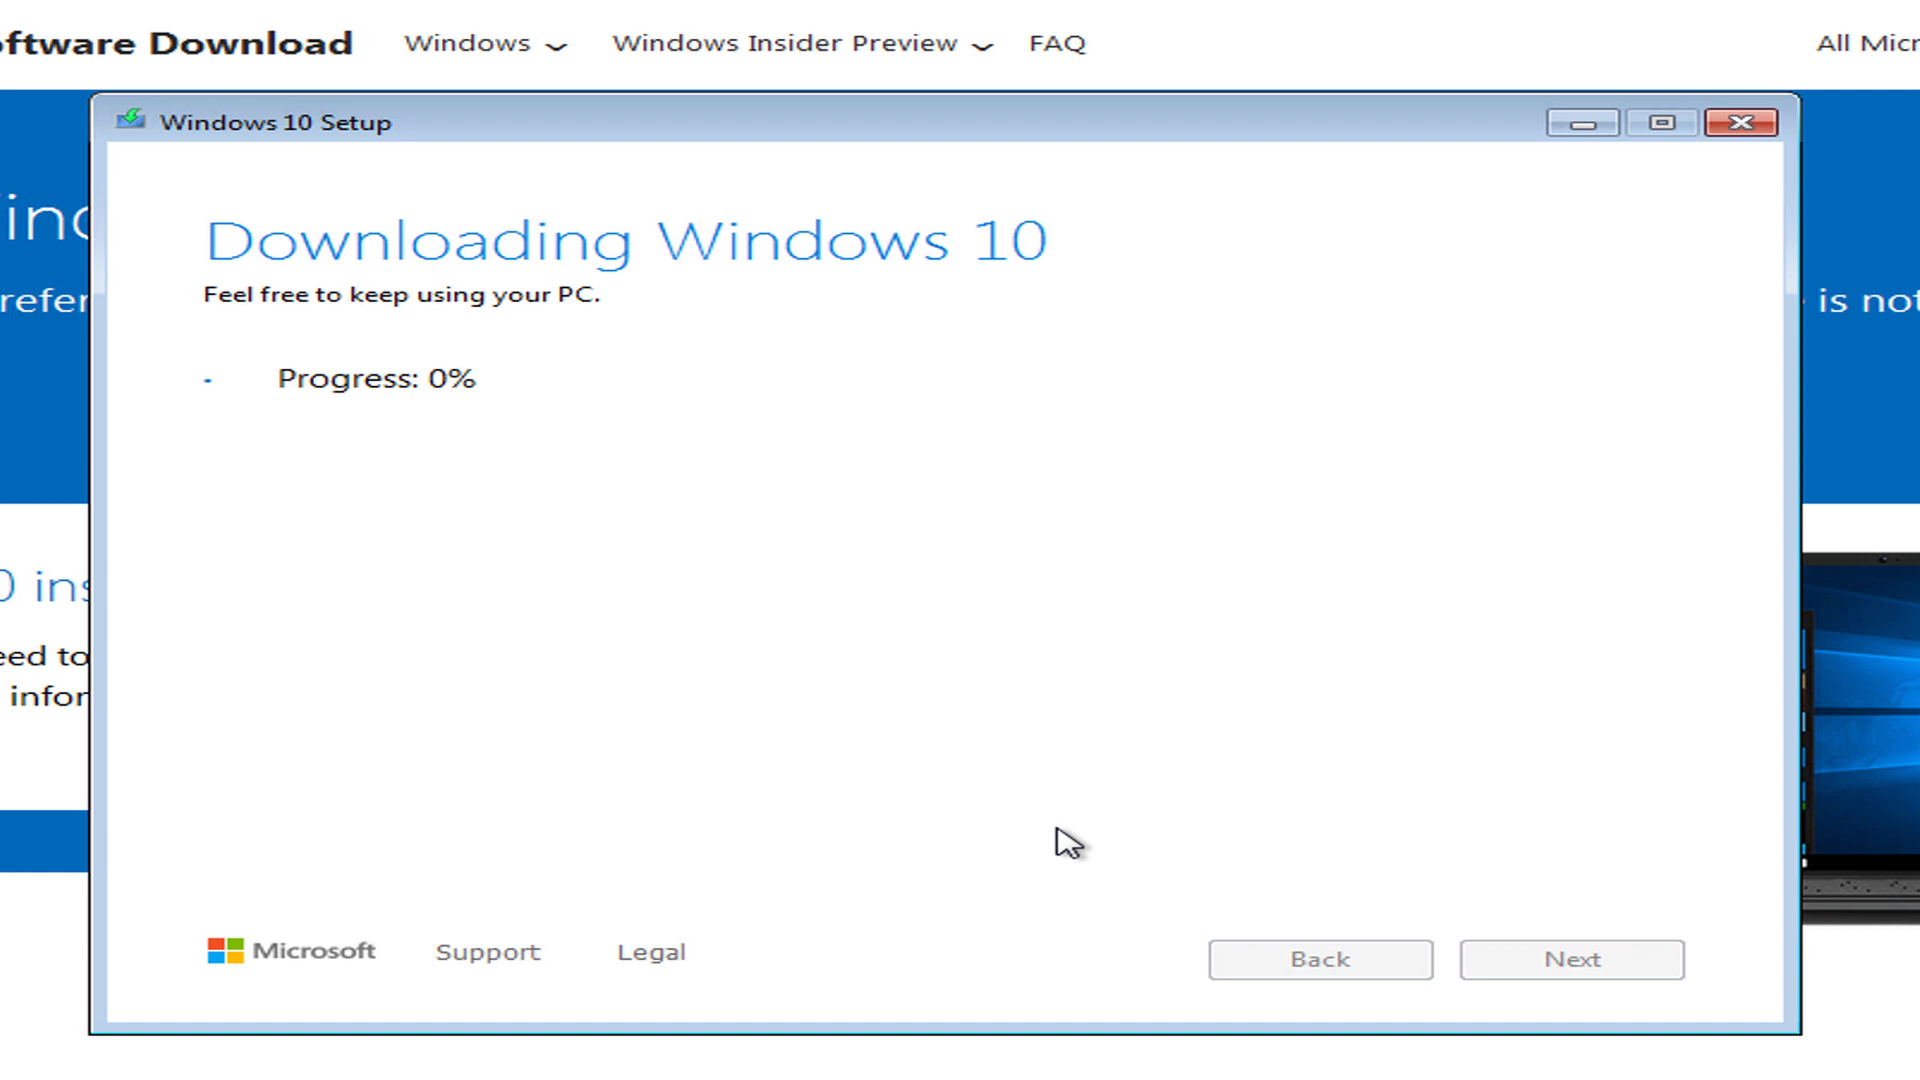 ftware Download
Windows
Windows Insider Preview
FAQ
All Micr
Windows 10 Setup
Downloading Windows 10
Feel free to keep using your PC.
refer
is not
Progress: 0%
0 ins
eed to
infor
Microsoft
Support
Legal
Back
Next